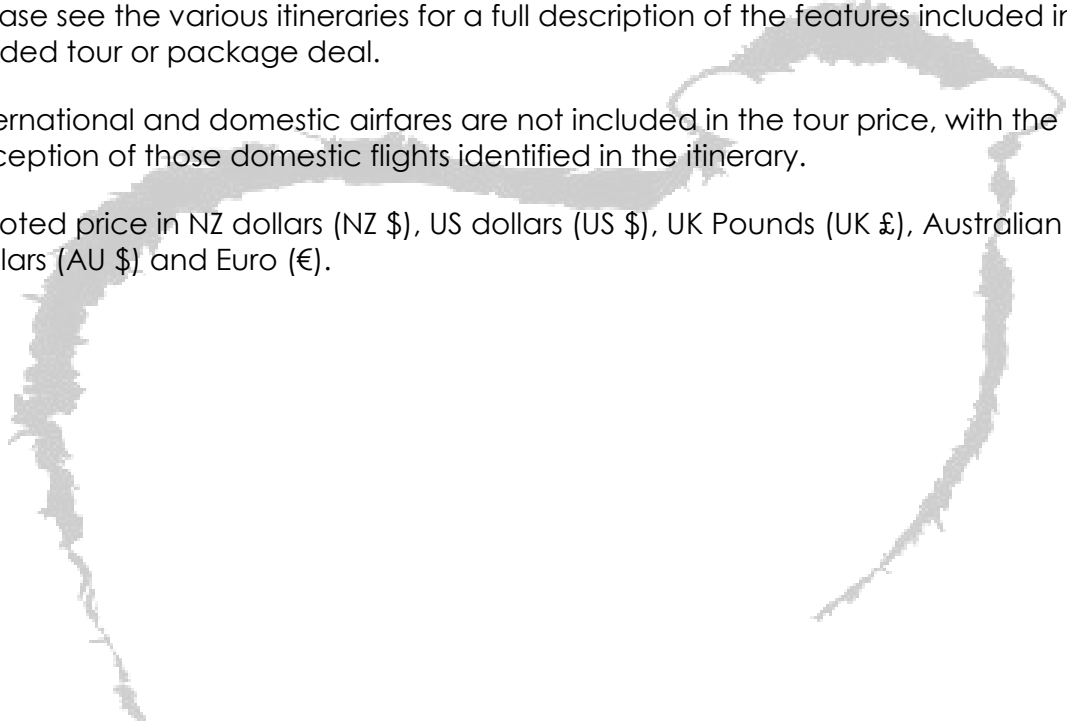 ase see the various itineraries for a full description of the features included in
ded tour or package deal.
ernational and domestic airfares are not included in the tour price, with the
ception of those domestic flights identified in the itinerary.
oted price in NZ dollars (NZ $), US dollars (US $), UK Pounds (UK £), Australian
lars (AU $) and Euro (€).